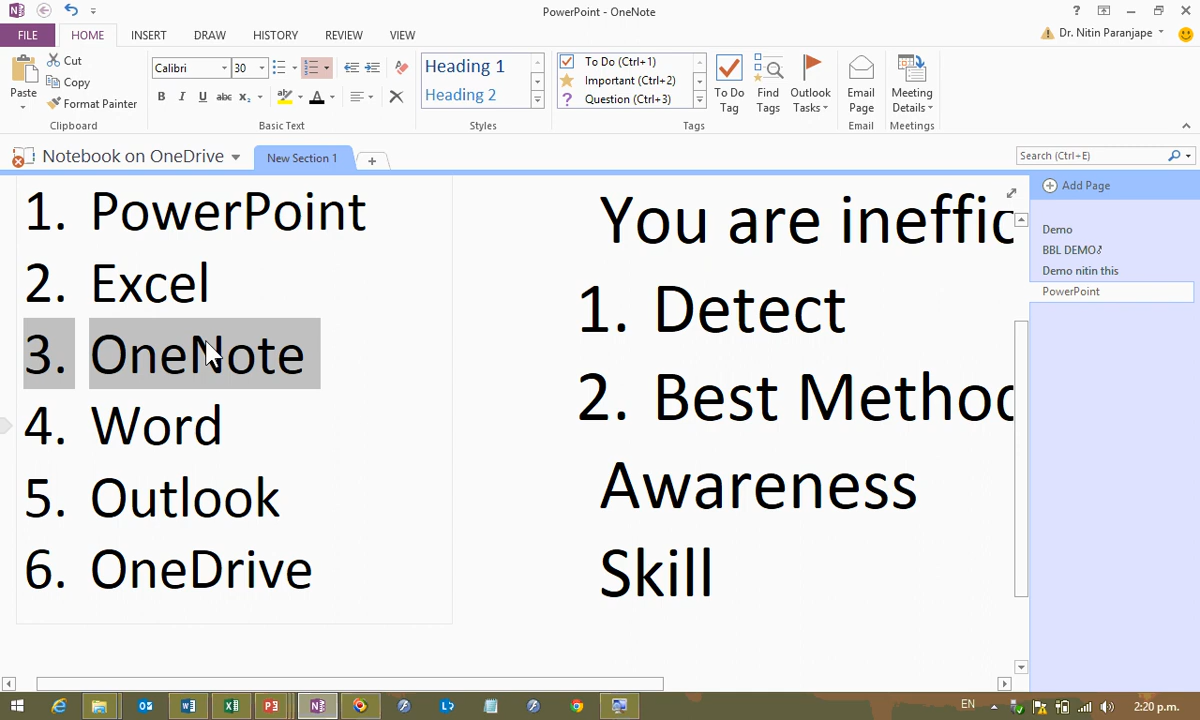 PowerPoint - OneNote
FILE HOME INSERT DRAW HISTORY REVIEW VIEW
Dr. Nitin Paranjape
Paste
Cut
Copy
Format Painter
Clipboard
Calibri 30
B I U abc X₂
A
Basic Text
Heading 1
Heading 2
Styles
To Do (Ctrl+1)
Important (Ctrl+2)
Question (Ctrl+3)
To Do Tag
Find Tags
Outlook Tasks
Tags
Email Page
Email
Meeting Details
Meetings
Notebook on OneDrive
New Section 1
Search (Ctrl+E)
1. PowerPoint
2. Excel
3. OneNote
4. Word
5. Outlook
6. OneDrive
You are ineffic
1. Detect
2. Best Method
Awareness
Skill
Add Page
Demo
BBL DEMO
Demo nitin this
PowerPoint
EN
2:20 p.m.